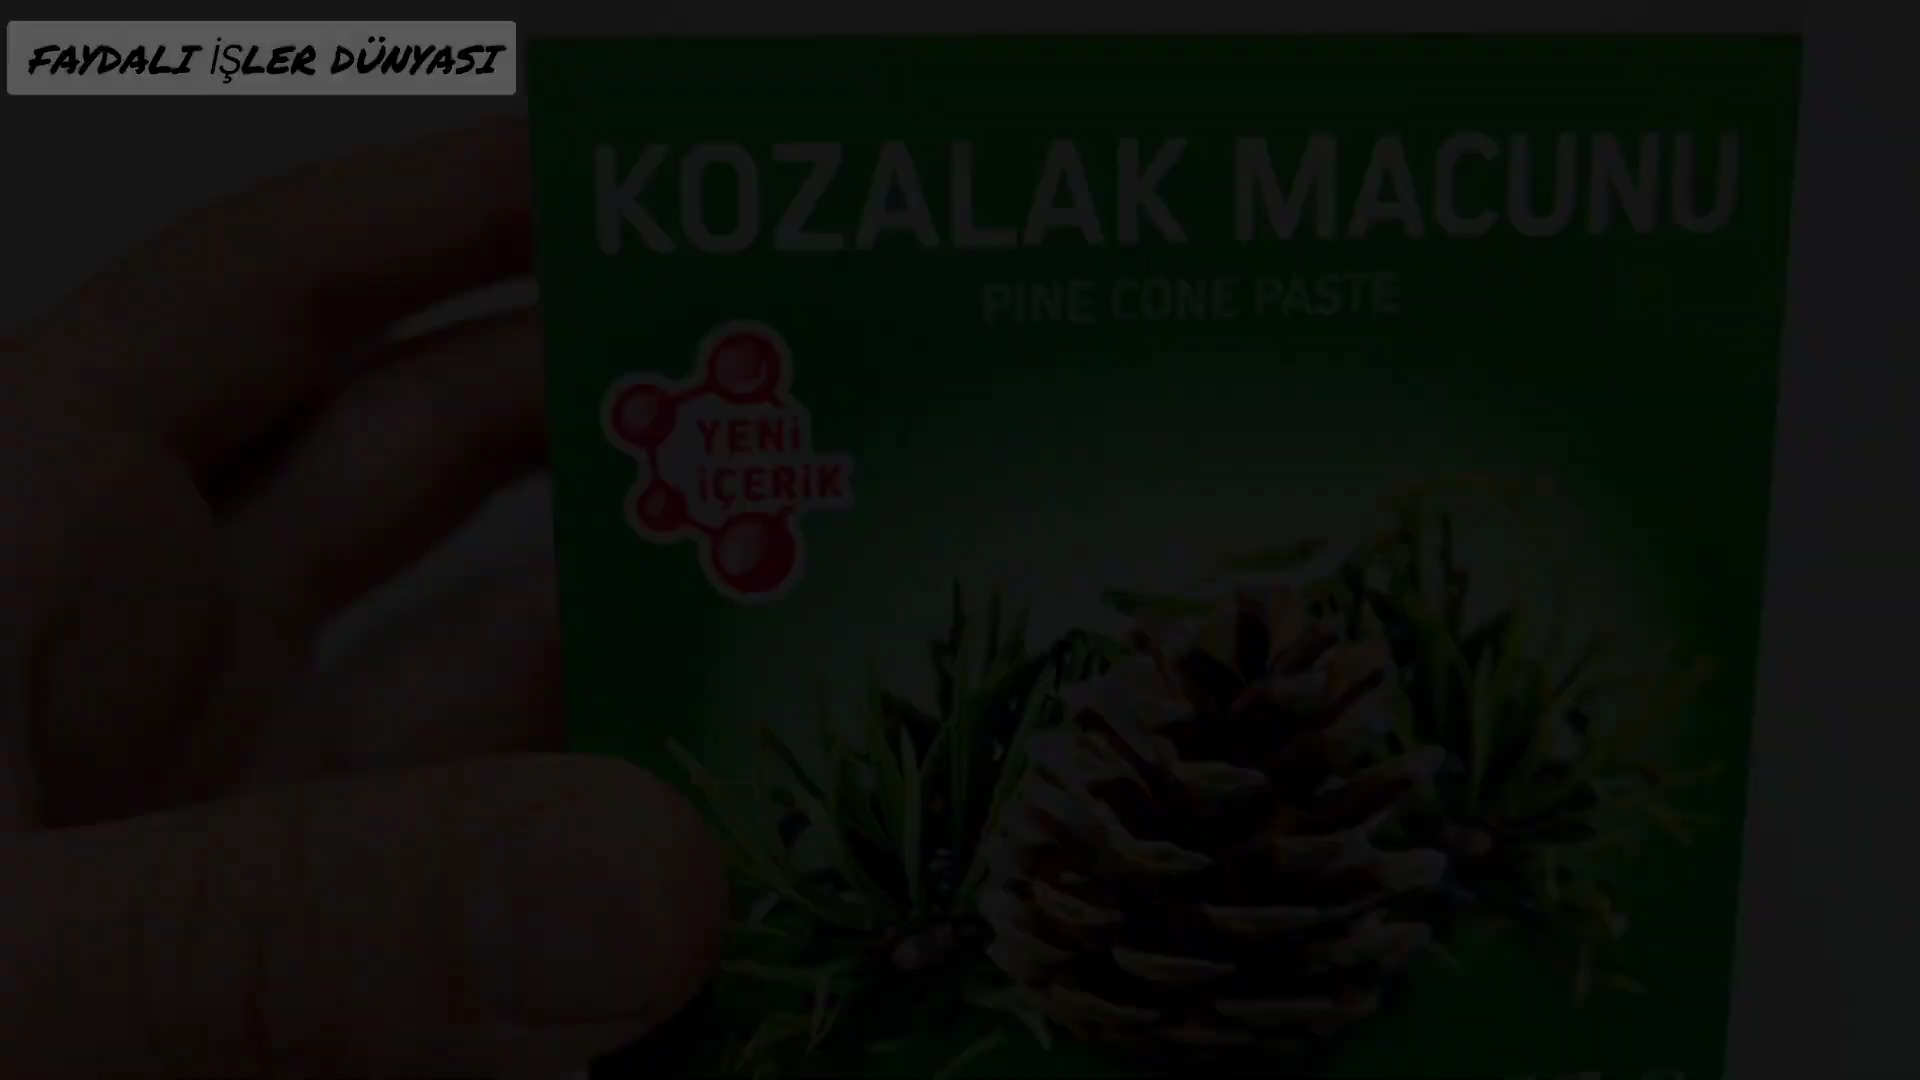 FAYDALI İŞLER DÜNYASI
KOZALAK MACUNU
PINE CONE PASTE
YENİ
İÇERİK